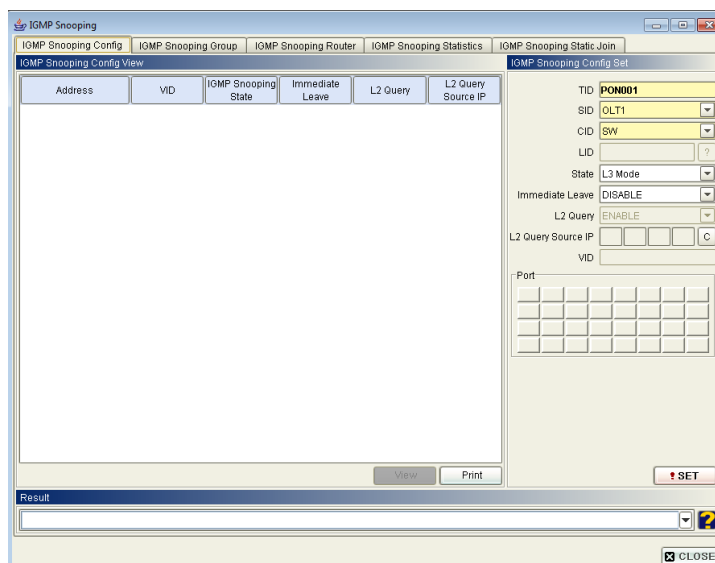 IGMP Snooping
IGMP Snooping Config IGMP Snooping Group IGMP Snooping Router IGMP Snooping Statistics IGMP Snooping Static Join
IGMP Snooping Config View
Address VID IGMP Snooping State Immediate Leave L2 Query L2 Query Source IP
View Print
IGMP Snooping Config Set
TID PON001
SID OLT1
CID SW
LID ?
State L3 Mode
Immediate Leave DISABLE
L2 Query ENABLE
L2 Query Source IP C
VID
Port
! SET
Result
?
CLOSE